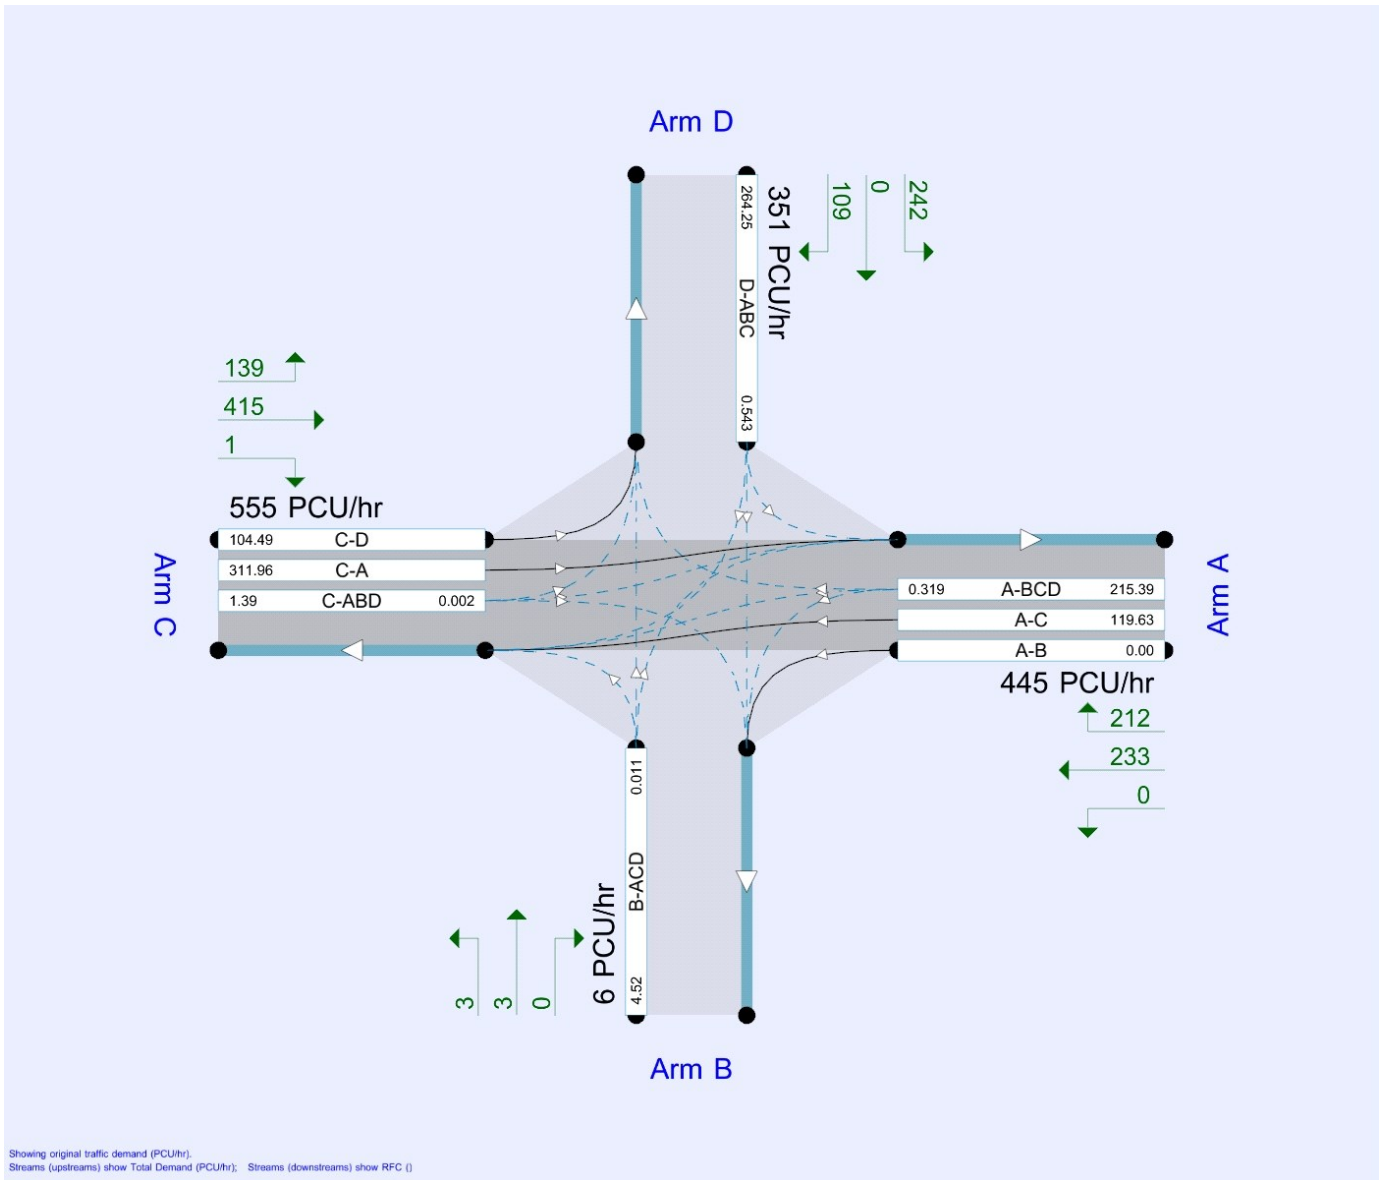 Arm D
264.25
D-ABC
0.543
351 PCU/hr
109
0
242
139
415
1
555 PCU/hr
104.49 C-D
311.96 C-A
1.39 C-ABD 0.002
Arm C
0.319 A-BCD 215.39
A-C 119.63
A-B 0.00
Arm A
445 PCU/hr
212
233
0
0.011
B-ACD
4.52
6 PCU/hr
3
3
0
Arm B
Showing original traffic demand (PCU/hr).
Streams (upstreams) show Total Demand (PCU/hr); Streams (downstreams) show RFC ()